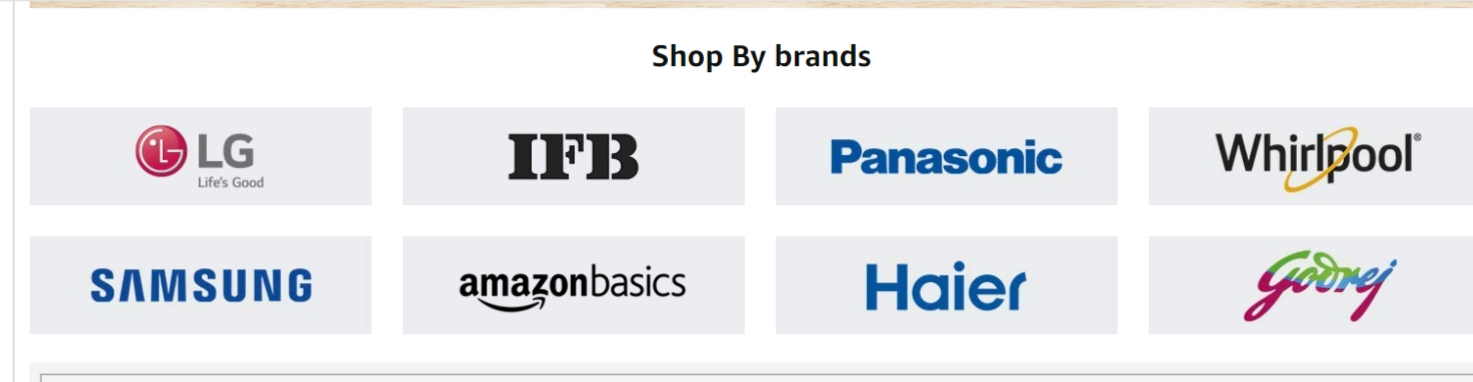 Shop By brands
LG
Life's Good
IFB
Panasonic
Whirlpool®
SAMSUNG
amazonbasics
Haier
Godrej